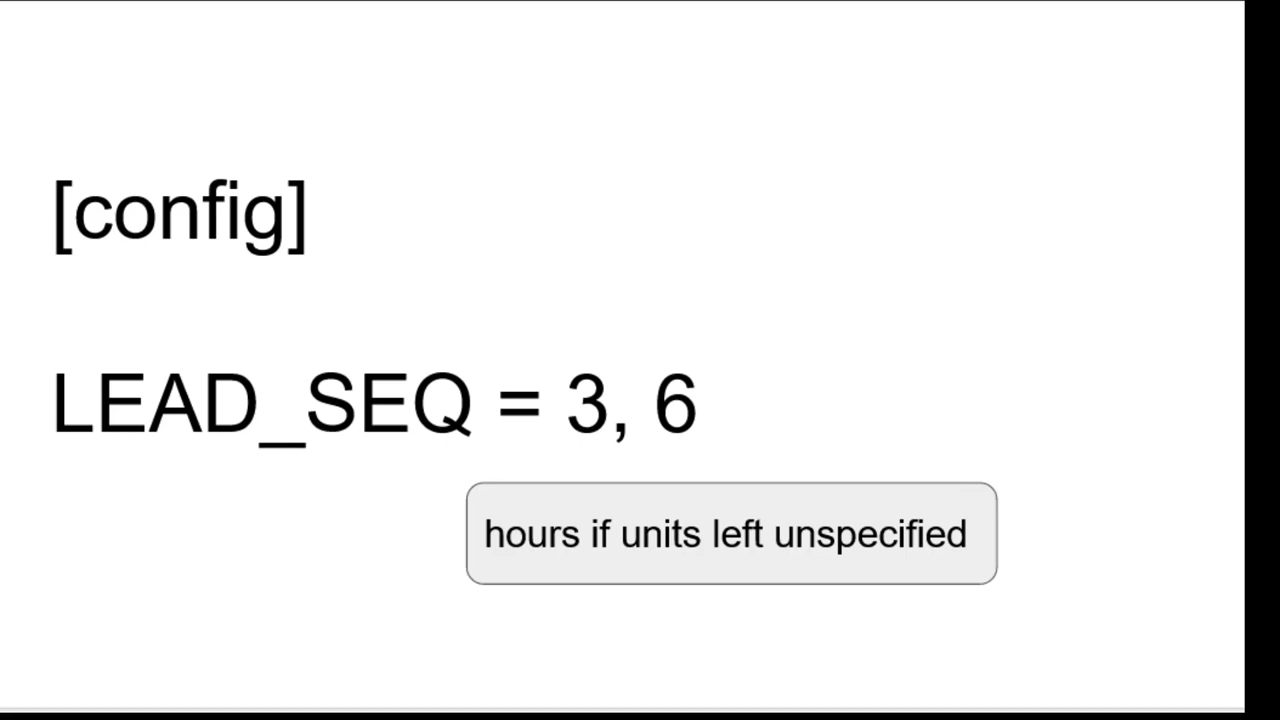 [config]
LEAD_SEQ = 3, 6
hours if units left unspecified